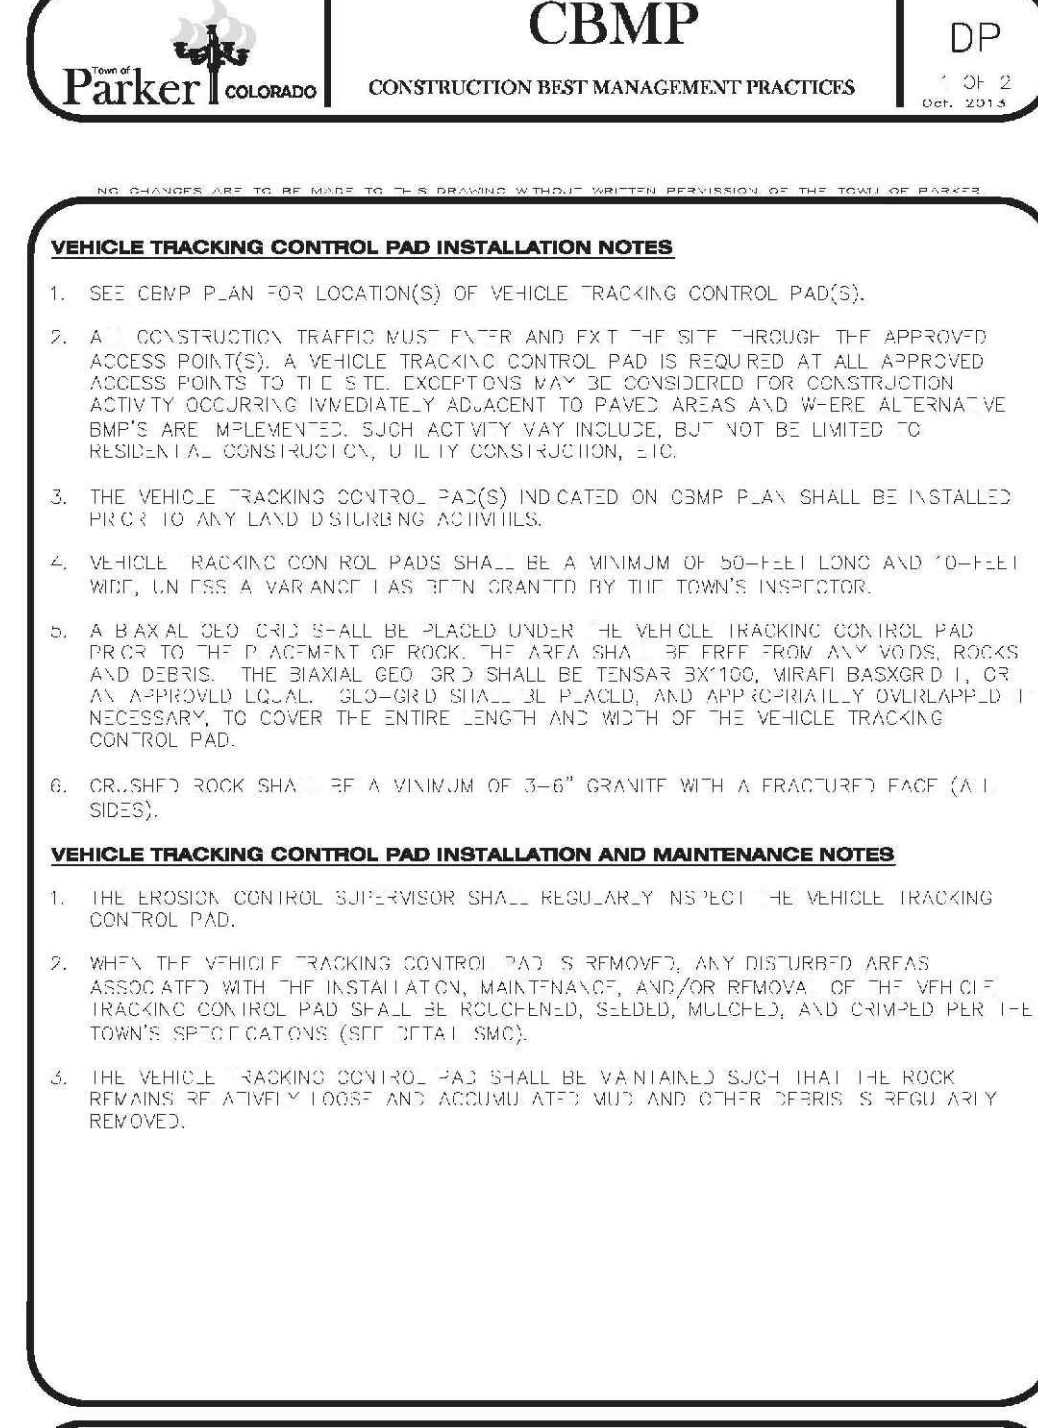 CBMP
DP
Town of
Parker COLORADO
CONSTRUCTION BEST MANAGEMENT PRACTICES
1 OF 2
Oct. 2013
NO CHANGES ARE TO BE MADE TO THIS DRAWING WITHOUT WRITTEN PERMISSION OF THE TOWN OF PARKER
VEHICLE TRACKING CONTROL PAD INSTALLATION NOTES
1. SEE CBMP PLAN FOR LOCATION(S) OF VEHICLE TRACKING CONTROL PAD(S).
2. ALL CONSTRUCTION TRAFFIC MUST ENTER AND EXIT THE SITE THROUGH THE APPROVED
ACCESS POINT(S). A VEHICLE TRACKING CONTROL PAD IS REQUIRED AT ALL APPROVED
ACCESS POINTS TO THE SITE. EXCEPTIONS MAY BE CONSIDERED FOR CONSTRUCTION
ACTIVITY OCCURRING IMMEDIATELY ADJACENT TO PAVED AREAS AND WHERE ALTERNATIVE
BMP'S ARE IMPLEMENTED. SUCH ACTIVITY MAY INCLUDE, BUT NOT BE LIMITED TO
RESIDENTIAL CONSTRUCTION, UTILITY CONSTRUCTION, ETC.
3. THE VEHICLE TRACKING CONTROL PAD(S) INDICATED ON CBMP PLAN SHALL BE INSTALLED
PRIOR TO ANY LAND DISTURBING ACTIVITIES.
4. VEHICLE TRACKING CONTROL PADS SHALL BE A MINIMUM OF 50-FEET LONG AND 10-FEET
WIDE, UNLESS A VARIANCE HAS BEEN GRANTED BY THE TOWN'S INSPECTOR.
5. A BIAXIAL GEO GRID SHALL BE PLACED UNDER THE VEHICLE TRACKING CONTROL PAD
PRIOR TO THE PLACEMENT OF ROCK. THE AREA SHALL BE FREE FROM ANY VOIDS, ROCKS
AND DEBRIS. THE BIAXIAL GEO GRID SHALL BE TENSAR BX1100, MIRAFI BASXGRID I, OR
AN APPROVED EQUAL. GEO-GRID SHALL BE PLACED, AND APPROPRIATELY OVERLAPPED IF
NECESSARY, TO COVER THE ENTIRE LENGTH AND WIDTH OF THE VEHICLE TRACKING
CONTROL PAD.
6. CRUSHED ROCK SHALL BE A MINIMUM OF 3-6" GRANITE WITH A FRACTURED FACE (ALL
SIDES).
VEHICLE TRACKING CONTROL PAD INSTALLATION AND MAINTENANCE NOTES
1. THE EROSION CONTROL SUPERVISOR SHALL REGULARLY INSPECT THE VEHICLE TRACKING
CONTROL PAD.
2. WHEN THE VEHICLE TRACKING CONTROL PAD IS REMOVED, ANY DISTURBED AREAS
ASSOCIATED WITH THE INSTALLATION, MAINTENANCE, AND/OR REMOVAL OF THE VEHICLE
TRACKING CONTROL PAD SHALL BE ROUGHENED, SEEDED, MULCHED, AND CRIMPED PER THE
TOWN'S SPECIFICATIONS (SEE DETAIL SMC).
3. THE VEHICLE TRACKING CONTROL PAD SHALL BE MAINTAINED SUCH THAT THE ROCK
REMAINS RELATIVELY LOOSE AND ACCUMULATED MUD AND OTHER DEBRIS IS REGULARLY
REMOVED.